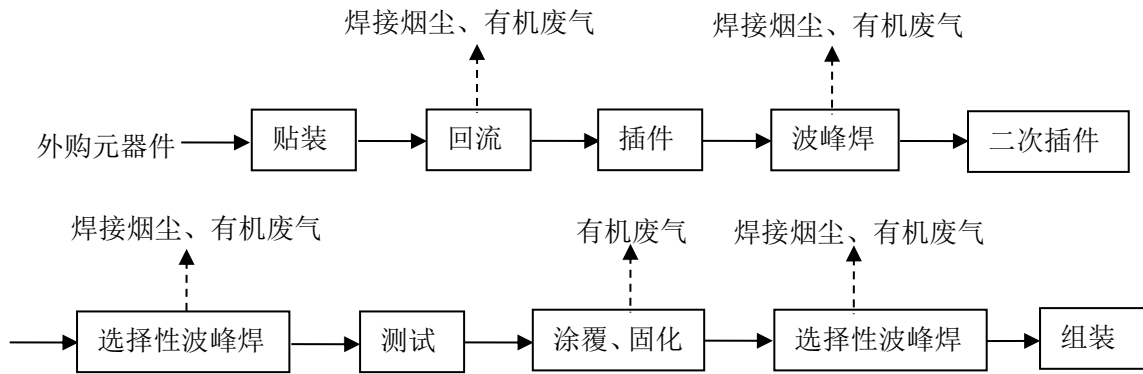 焊接烟尘、有机废气
焊接烟尘、有机废气
外购元器件
贴装
回流
插件
波峰焊
二次插件
焊接烟尘、有机废气
有机废气
焊接烟尘、有机废气
选择性波峰焊
测试
涂覆、固化
选择性波峰焊
组装